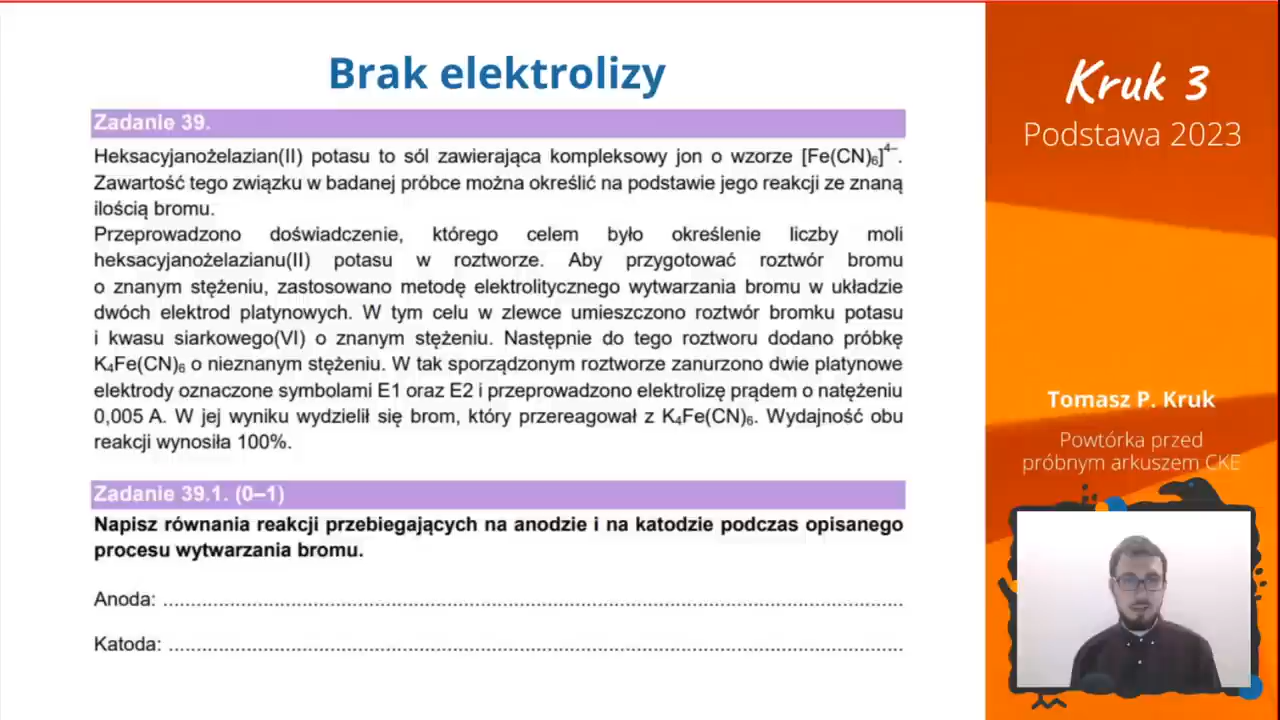 Brak elektrolizy
Zadanie 39.
Heksacyjanożelazian(II) potasu to sól zawierająca kompleksowy jon o wzorze [Fe(CN)₆]⁴⁻.
Zawartość tego związku w badanej próbce można określić na podstawie jego reakcji ze znaną
ilością bromu.
Przeprowadzono doświadczenie, którego celem było określenie liczby moli
heksacyjanożelazianu(II) potasu w roztworze. Aby przygotować roztwór bromu
o znanym stężeniu, zastosowano metodę elektrolitycznego wytwarzania bromu w układzie
dwóch elektrod platynowych. W tym celu w zlewce umieszczono roztwór bromku potasu
i kwasu siarkowego(VI) o znanym stężeniu. Następnie do tego roztworu dodano próbkę
K₄Fe(CN)₆ o nieznanym stężeniu. W tak sporządzonym roztworze zanurzono dwie platynowe
elektrody oznaczone symbolami E1 oraz E2 i przeprowadzono elektrolizę prądem o natężeniu
0,005 A. W jej wyniku wydzielił się brom, który przereagował z K₄Fe(CN)₆. Wydajność obu
reakcji wynosiła 100%.
Zadanie 39.1. (0–1)
Napisz równania reakcji przebiegających na anodzie i na katodzie podczas opisanego
procesu wytwarzania bromu.
Anoda: ........................................................................
Katoda: ........................................................................
Kruk 3
Podstawa 2023
Tomasz P. Kruk
Powtórka przed
próbnym arkuszem CKE